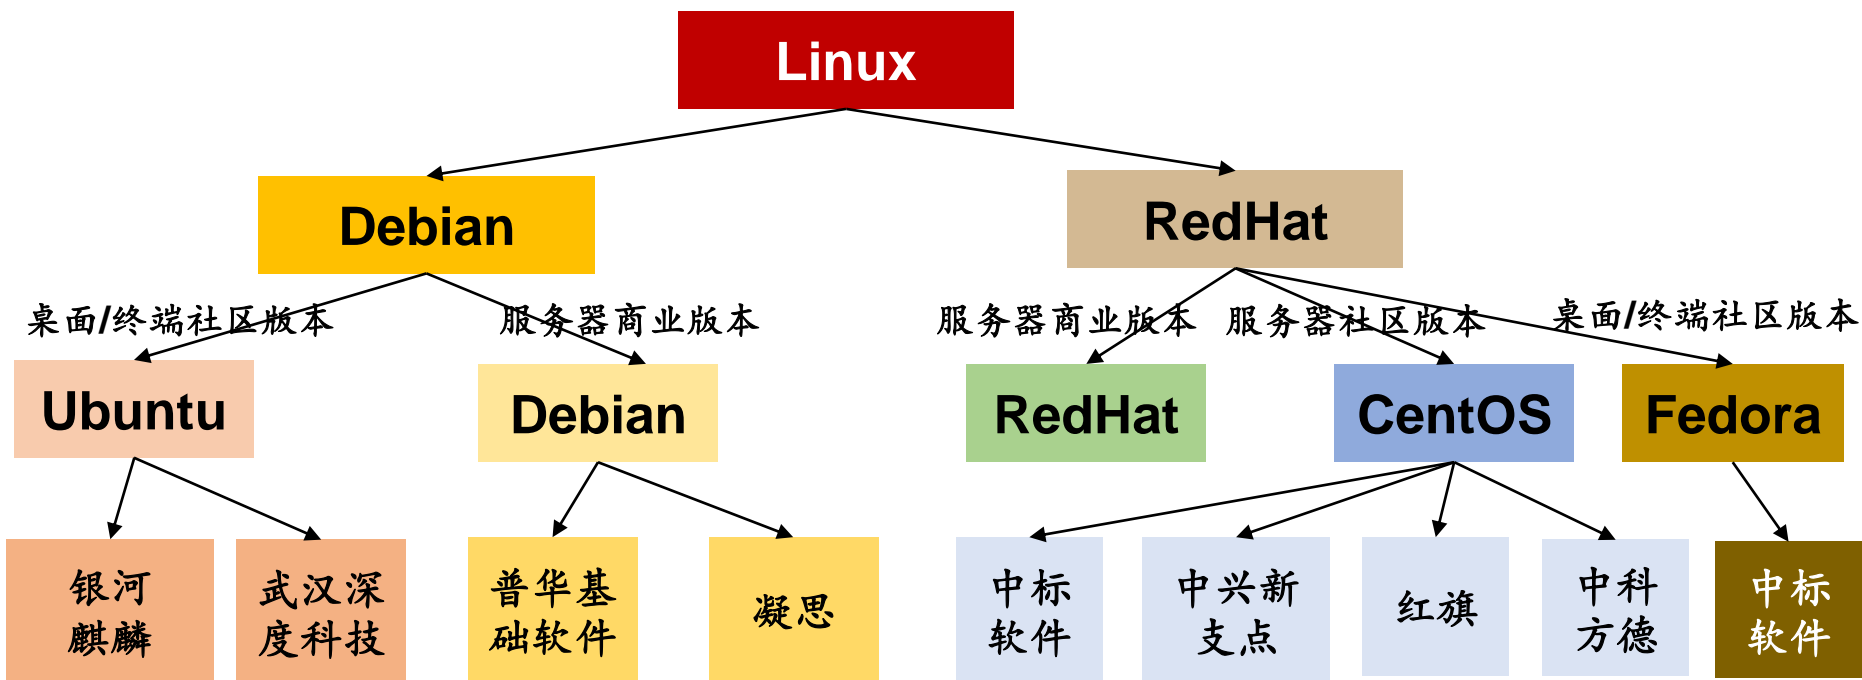 Linux
Debian
RedHat
桌面/终端社区版本
服务器商业版本
服务器商业版本
服务器社区版本
桌面/终端社区版本
Ubuntu
Debian
RedHat
CentOS
Fedora
银河
麒麟
武汉深
度科技
普华基
础软件
凝思
中标
软件
中兴新
支点
红旗
中科
方德
中标
软件